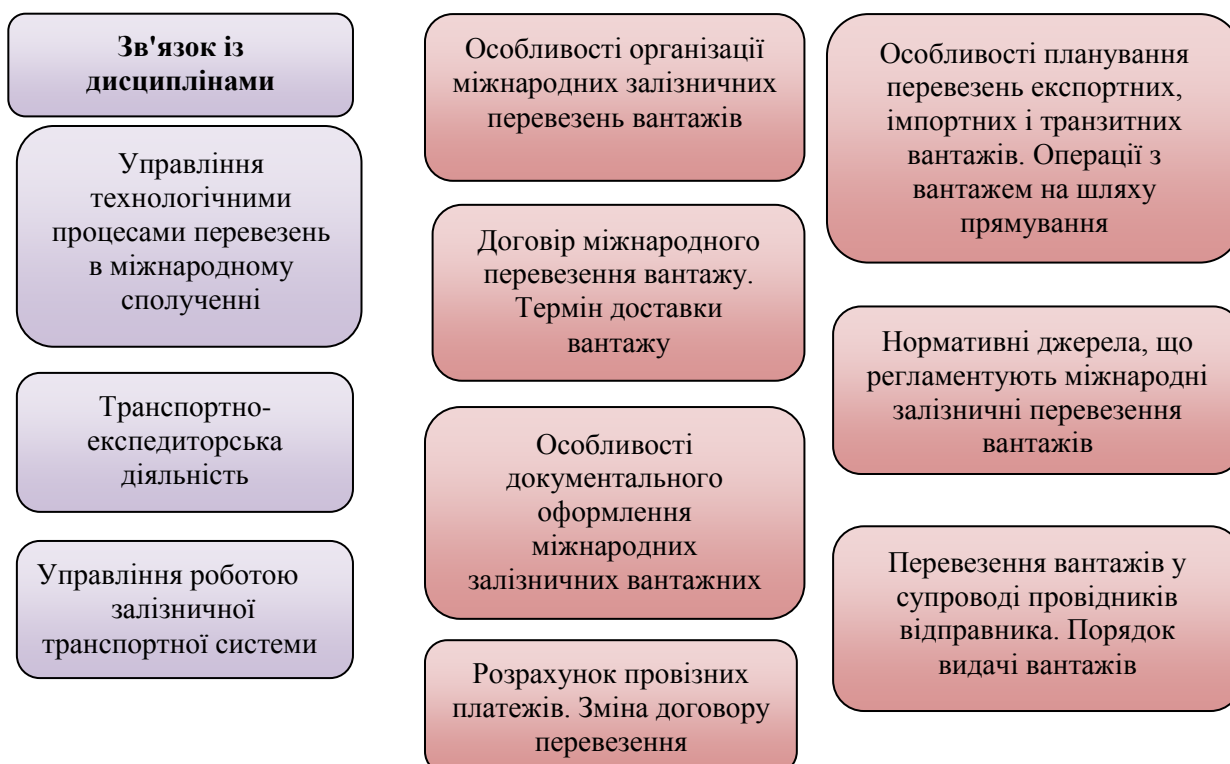 Зв'язок із
дисциплінами
Управління
технологічними
процесами перевезень
в міжнародному
сполученні
Транспортно-
експедиторська
діяльність
Управління роботою
залізничної
транспортної системи
Особливості організації
міжнародних залізничних
перевезень вантажів
Договір міжнародного
перевезення вантажу.
Термін доставки
вантажу
Особливості
документального
оформлення
міжнародних
залізничних вантажних
Розрахунок провізних
платежів. Зміна договору
перевезення
Особливості планування
перевезень експортних,
імпортних і транзитних
вантажів. Операції з
вантажем на шляху
прямування
Нормативні джерела, що
регламентують міжнародні
залізничні перевезення
вантажів
Перевезення вантажів у
супроводі провідників
відправника. Порядок
видачі вантажів